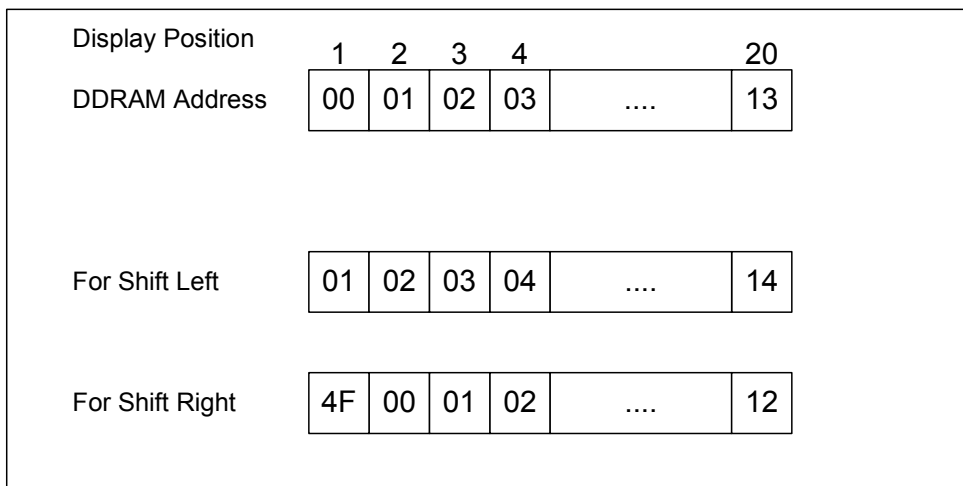 Display Position 1 2 3 4 20
DDRAM Address 00 01 02 03 .... 13
For Shift Left 01 02 03 04 .... 14
For Shift Right 4F 00 01 02 .... 12